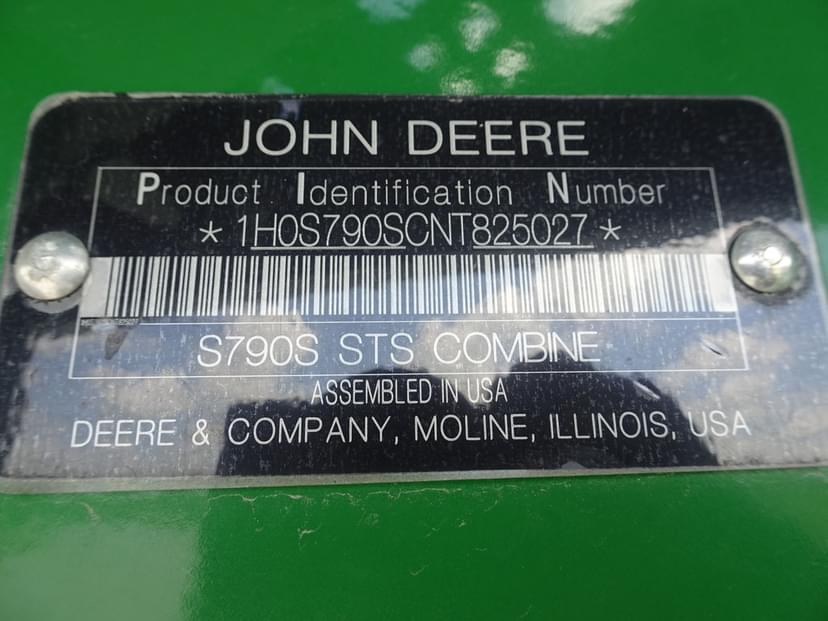 JOHN DEERE
Product Identification Number
*1H0S790SCNT825027*
S790S STS COMBINE
ASSEMBLED IN USA
DEERE & COMPANY, MOLINE, ILLINOIS, USA